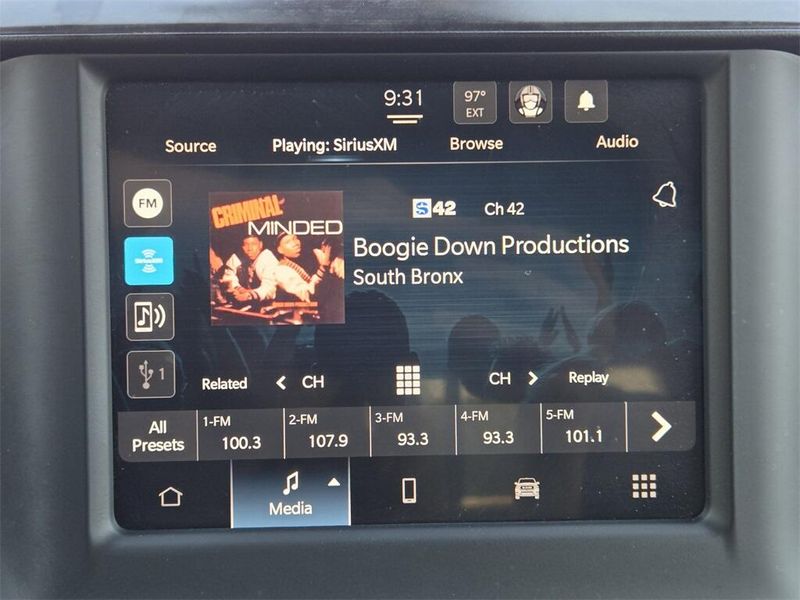 9:31
97°
EXT
Source Playing: SiriusXM Browse Audio
FM
SiriusXM
1
CRIMINAL
MINDED
S 42 Ch 42
Boogie Down Productions
South Bronx
Related < CH CH > Replay
All
Presets
1-FM
100.3
2-FM
107.9
3-FM
93.3
4-FM
93.3
5-FM
101.1
>
Media